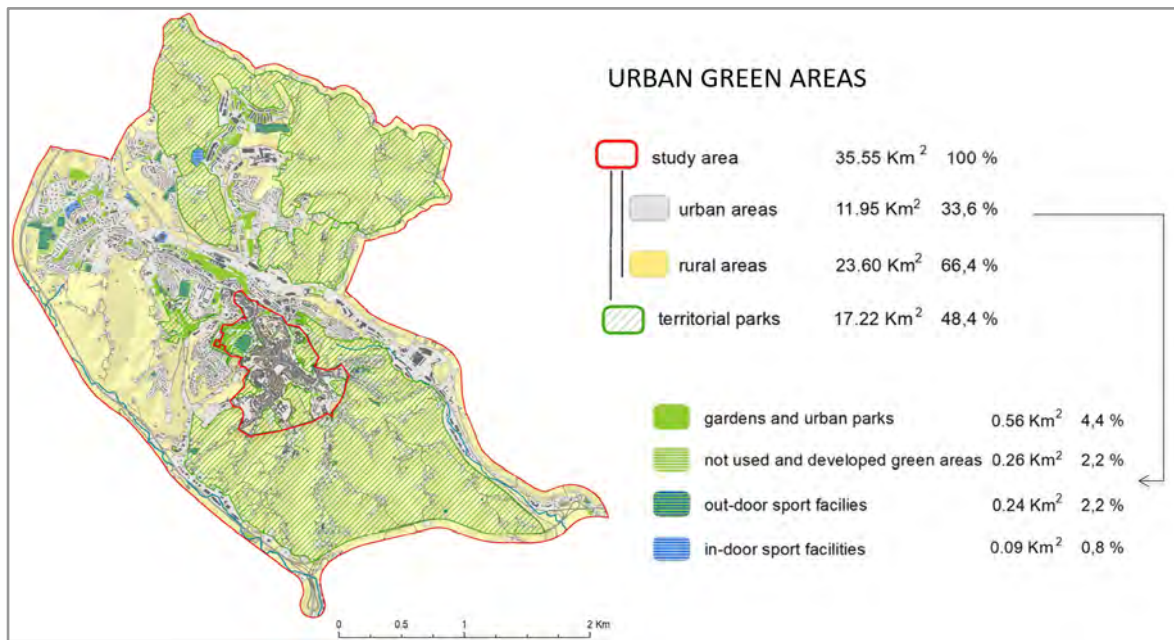 URBAN GREEN AREAS
study area 35.55 Km² 100 %
urban areas 11.95 Km² 33,6 %
rural areas 23.60 Km² 66,4 %
territorial parks 17.22 Km² 48,4 %
gardens and urban parks 0.56 Km² 4,4 %
not used and developed green areas 0.26 Km² 2,2 %
out-door sport facilies 0.24 Km² 2,2 %
in-door sport facilities 0.09 Km² 0,8 %
0 0.5 1 2 Km